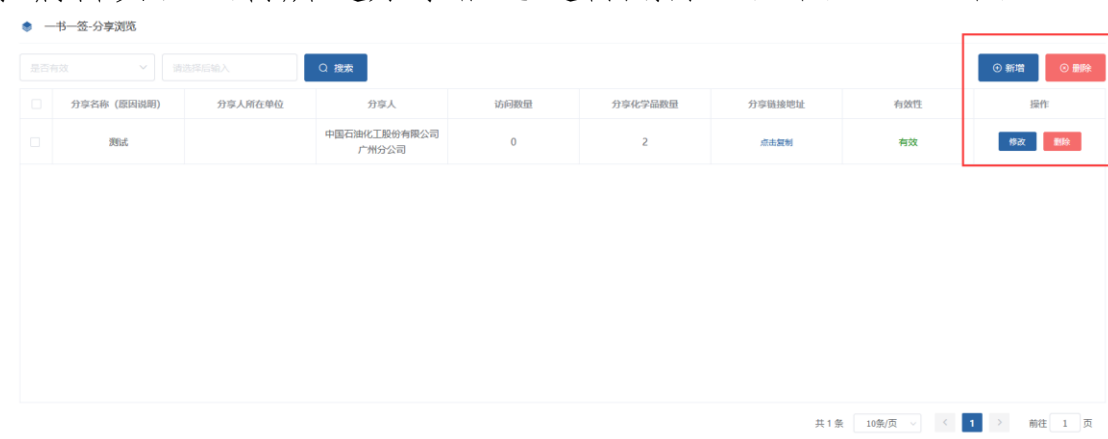 一书一签-分享浏览
是否有效 请选择后输入 搜索 新增 删除
分享名称（原因说明） 分享人所在单位 分享人 访问数量 分享化学品数量 分享链接地址 有效性 操作
测试 中国石油化工股份有限公司广州分公司 0 2 点击复制 有效 修改 删除
共 1 条 10条/页 1 前往 1 页